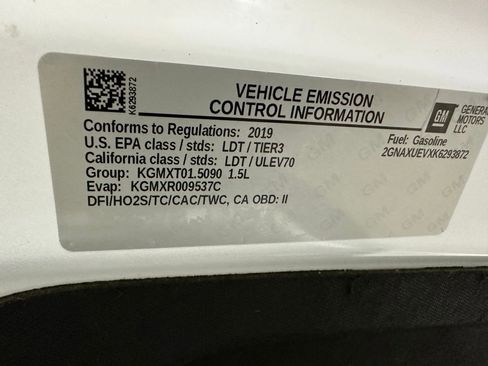 K6293872
VEHICLE EMISSION
CONTROL INFORMATION
GM
GENERAL
MOTORS
LLC
Conforms to Regulations: 2019
Fuel: Gasoline
U.S. EPA class / stds: LDT / TIER3
2GNAXUEVXK6293872
California class / stds: LDT / ULEV70
Group: KGMXT01.5090 1.5L
Evap: KGMXR009537C
DFI/HO2S/TC/CAC/TWC, CA OBD: II